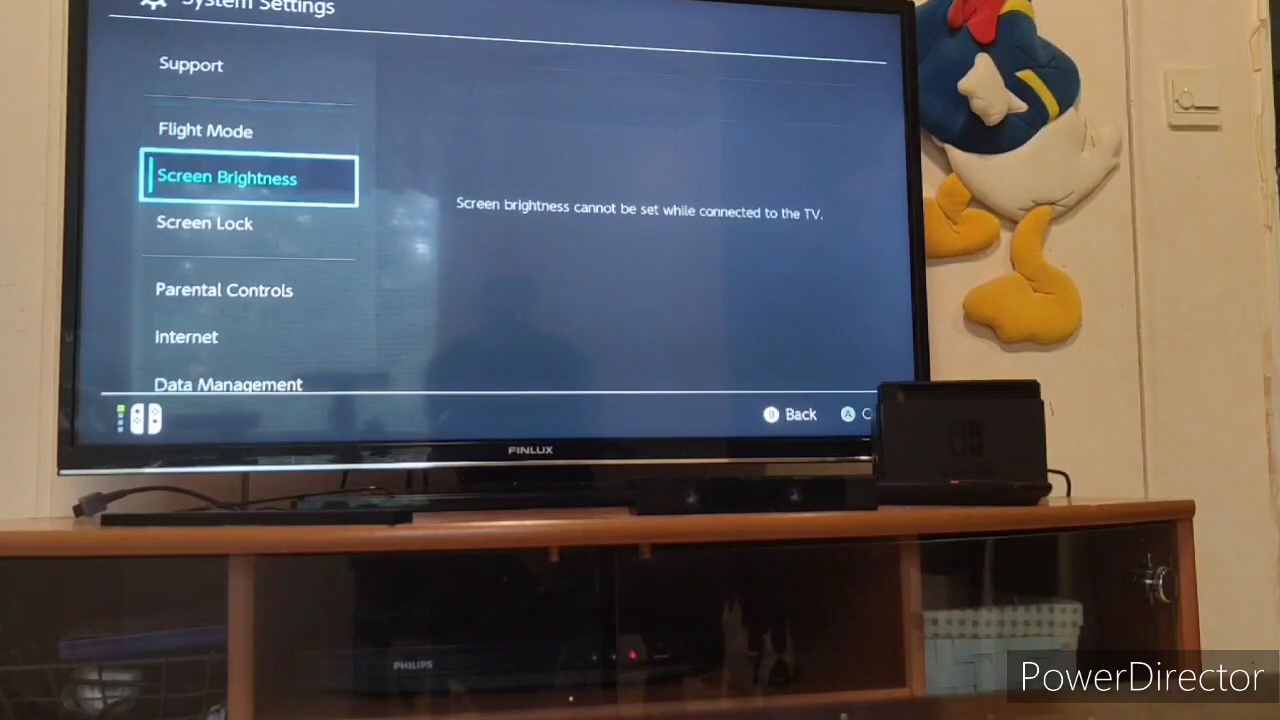 System Settings
Support
Flight Mode
Screen Brightness
Screen brightness cannot be set while connected to the TV.
Screen Lock
Parental Controls
Internet
Data Management
Back
A
FINLUX
PHILIPS
PowerDirector